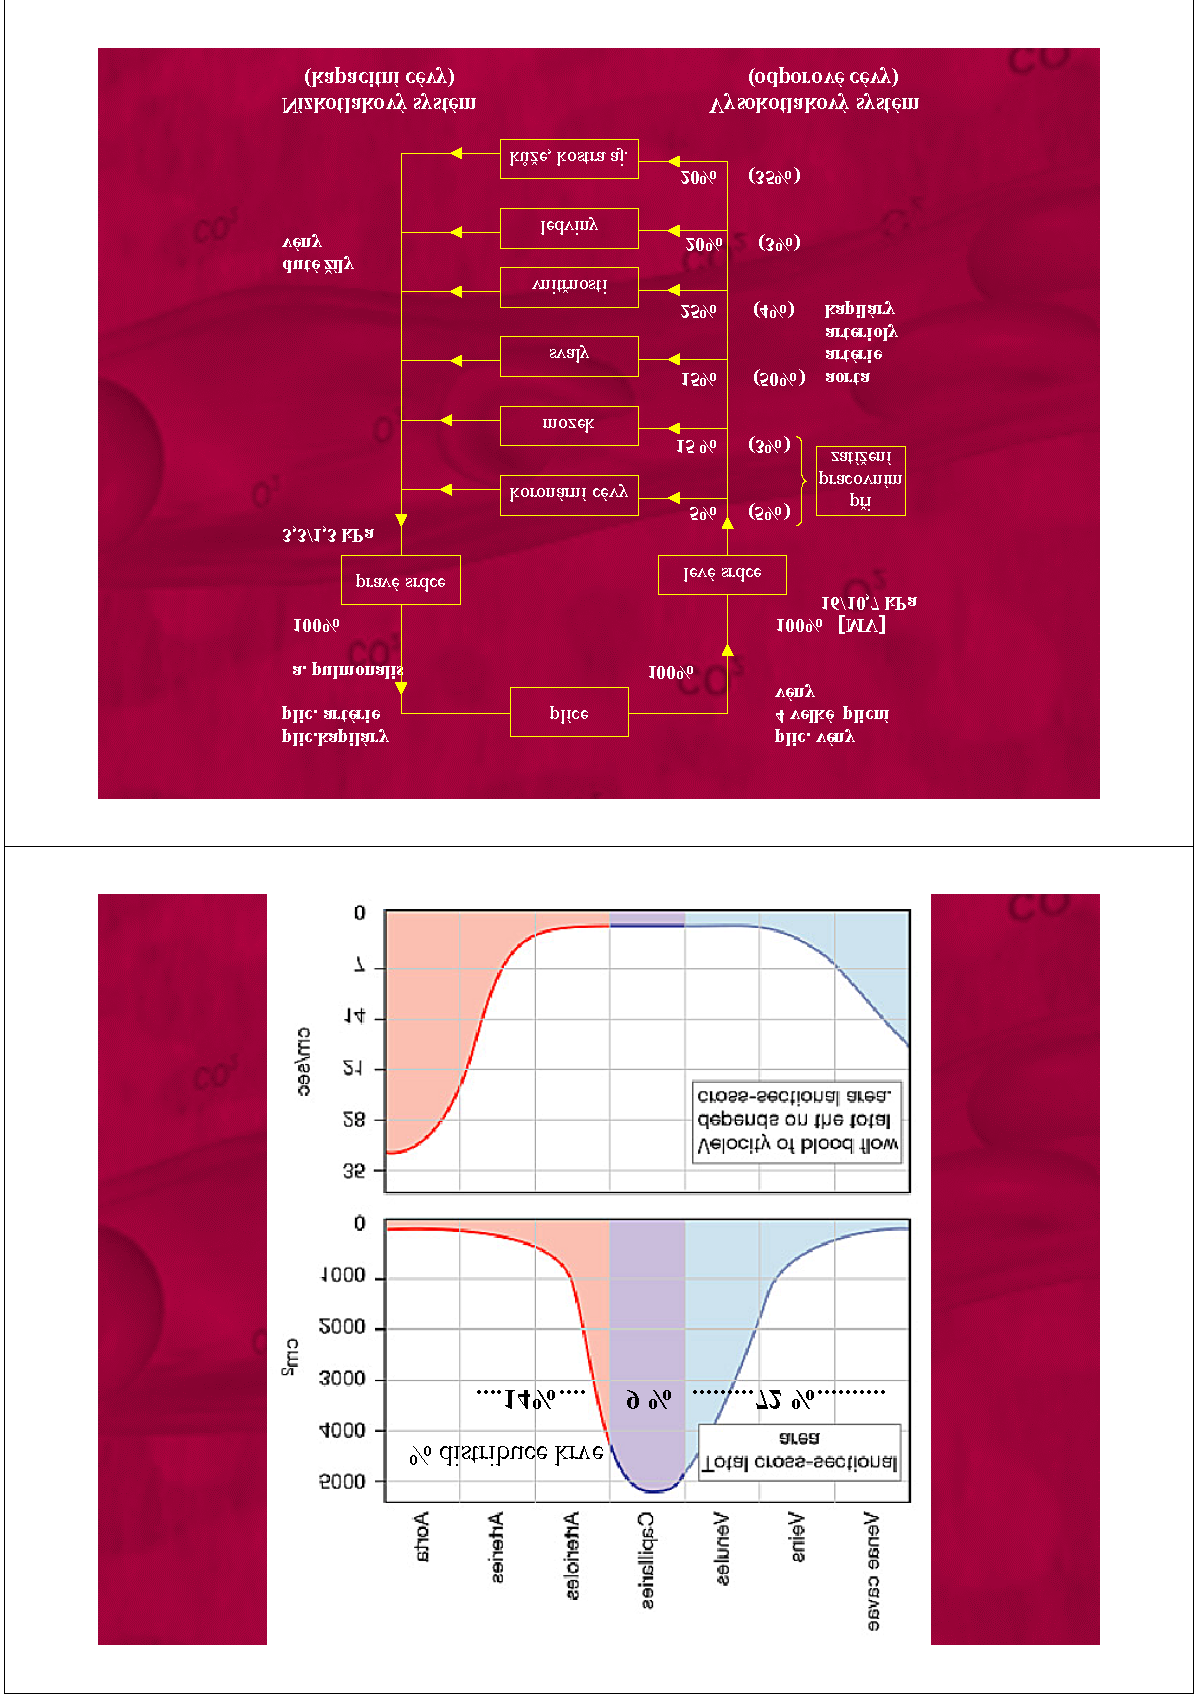 Aorta
Arteries
Arterioles
Capillaries
Venules
Veins
Venae cavae
5000
4000
3000
2000
1000
0
cm2
Total cross-sectional
area
% distribuce krve
....14%....
9 %
.........72 %.........
35
28
21
14
7
0
cm/sec
Velocity of blood flow
depends on the total
cross-sectional area.
plic.kapiláry
plic. artérie
a. pulmonalis
plíce
plic. vény
4 velké plicní
vény
100%
100%
100% [MV]
16/10,7 kPa
pravé srdce
levé srdce
3,3/1,3 kPa
koronární cévy
5%
(5%)
při
pracovním
zatížení
mozek
15 %
(3%)
svaly
15%
(50%)
aorta
artérie
arterioly
kapiláry
vnitřnosti
25%
(4%)
duté žíly
vény
ledviny
20%
(3%)
kůže, kostra aj.
20%
(35%)
Nízkotlakový systém
(kapacitní cévy)
Vysokotlakový systém
(odporové cévy)